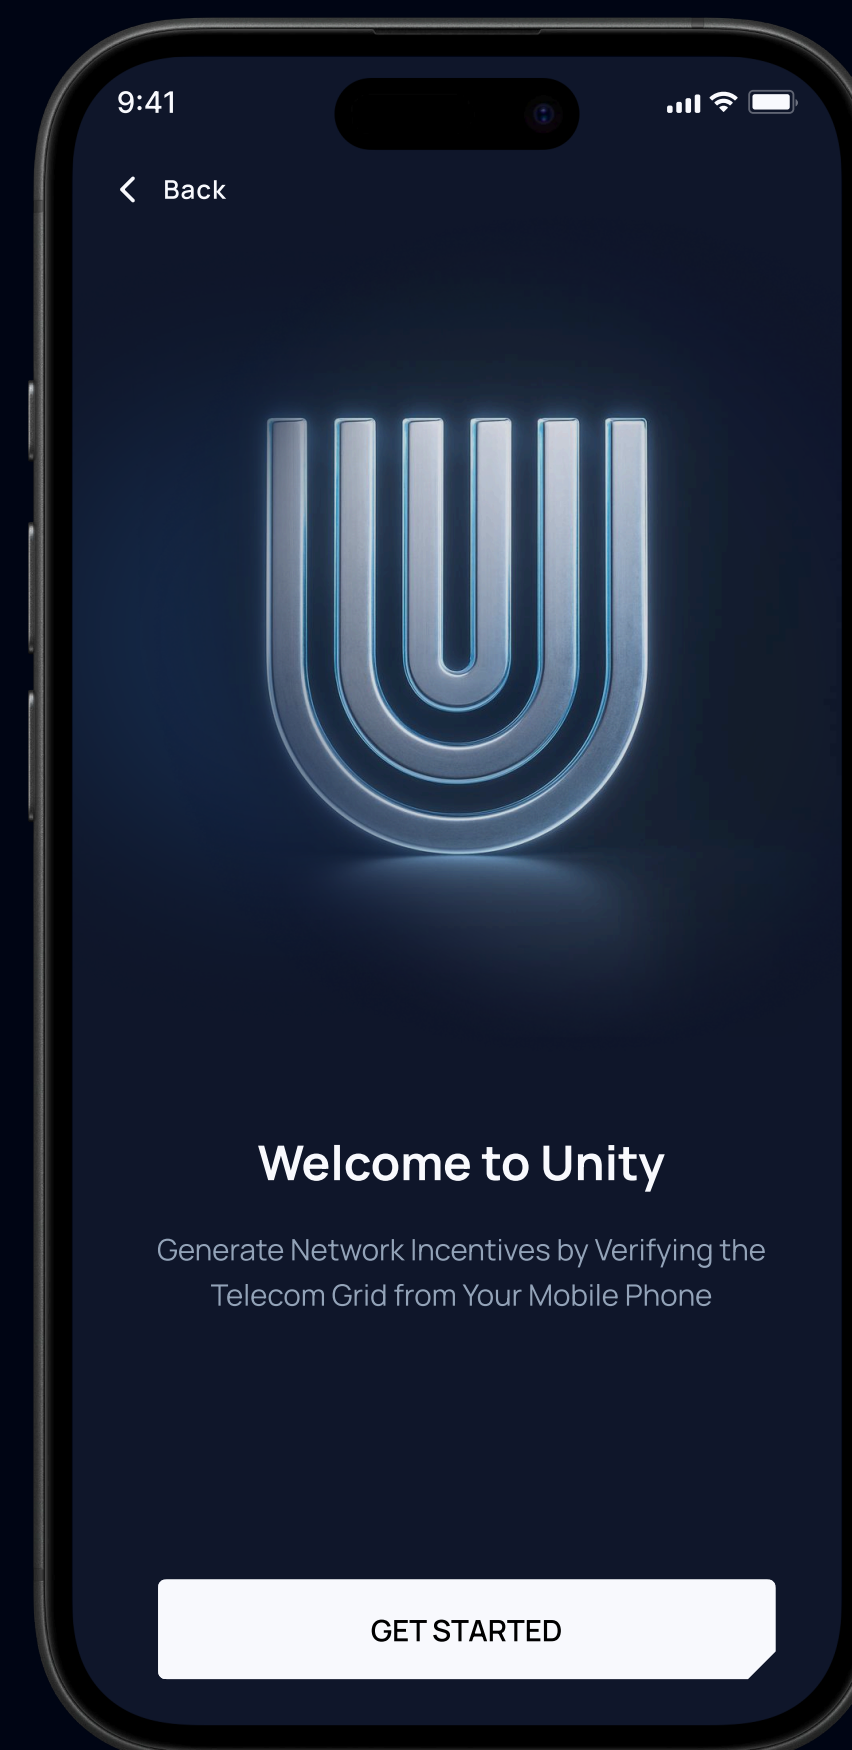 9:41
Back
Welcome to Unity
Generate Network Incentives by Verifying the
Telecom Grid from Your Mobile Phone
GET STARTED